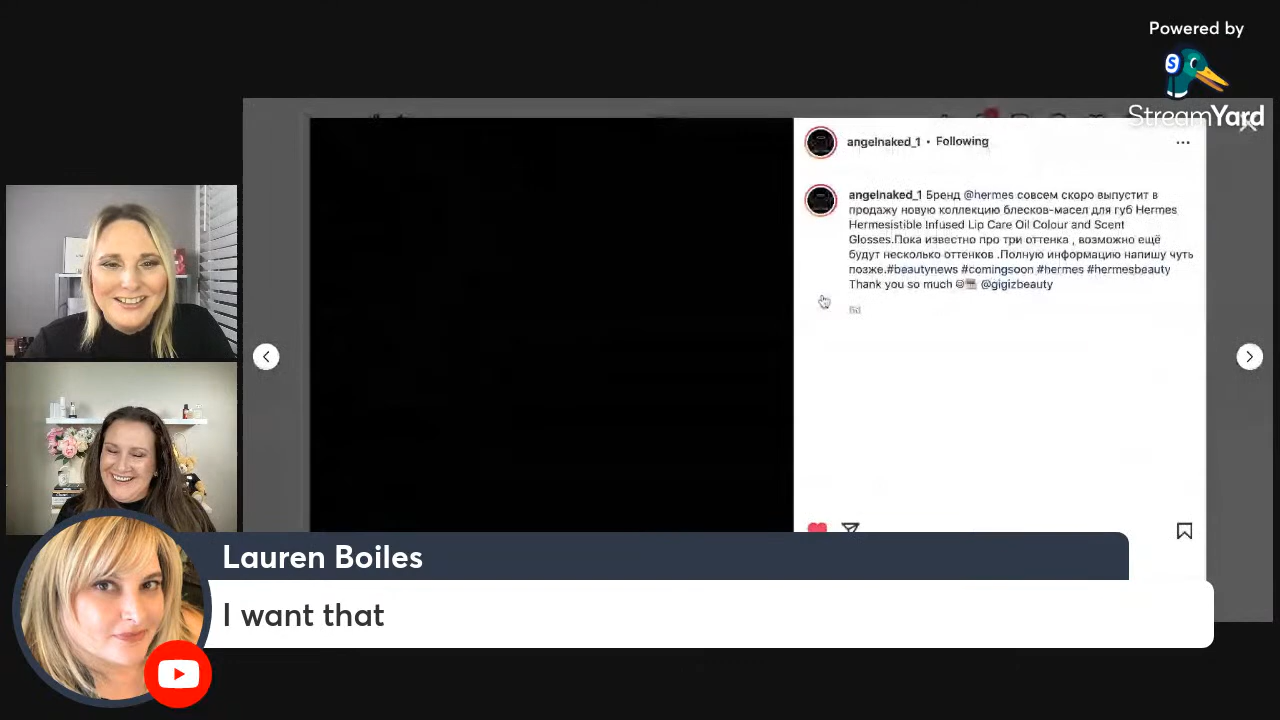 Powered by
StreamYard
angelnaked_1 • Following
angelnaked_1 Бренд @hermes совсем скоро выпустит в
продажу новую коллекцию блесков-масел для губ Hermes
Hermesistible Infused Lip Care Oil Colour and Scent
Glosses.Пока известно про три оттенка , возможно ещё
будут несколько оттенков .Полную информацию напишу чуть
позже.#beautynews #comingsoon #hermes #hermesbeauty
Thank you so much @gigizbeauty
Lauren Boiles
I want that